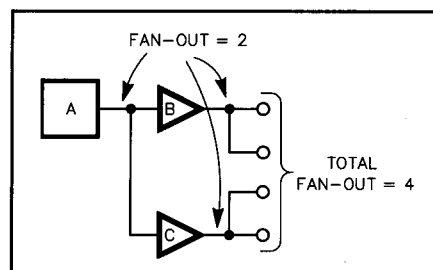 FAN-OUT = 2
A
B
C
TOTAL
FAN-OUT = 4